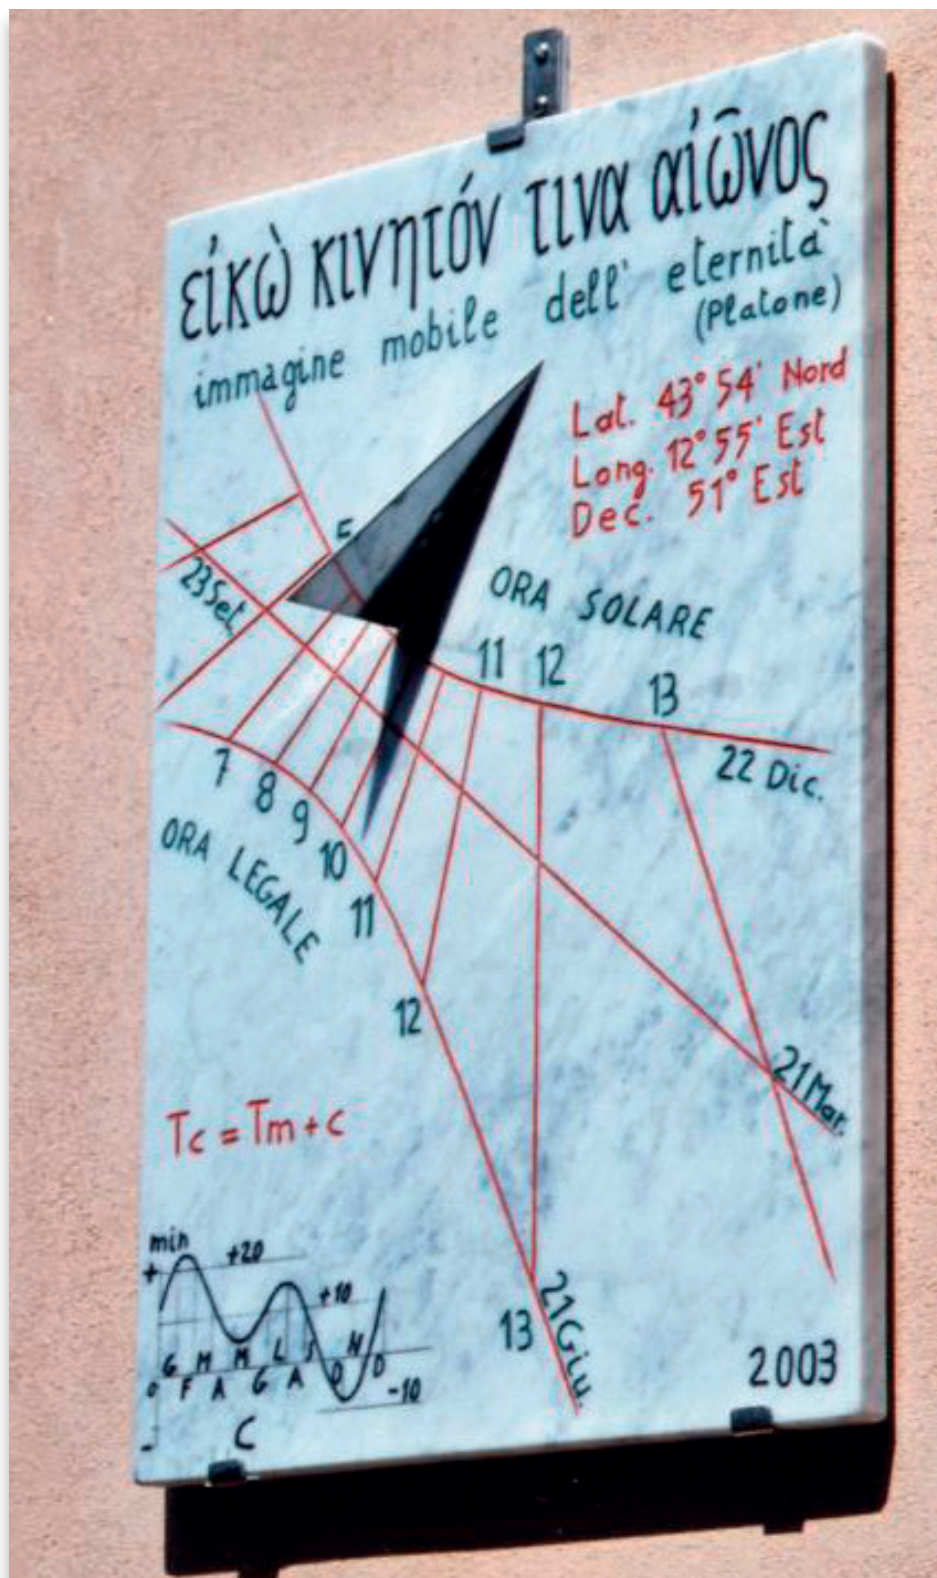 εἰκὼ κινητόν τινα αἰῶνος
immagine mobile dell' eternità
(Platone)
Lat. 43° 54' Nord
Long. 12° 55' Est
Dec. 51° Est
E
23 Set.
ORA SOLARE
11 12 13
22 Dic.
7 8 9 10 11 12 13
ORA LEGALE
21 Mar.
21 Giu.
Tc = Tm + c
min
+ +20
+10
G M M L S N
0 F A G A O D
-10
-
C
2003